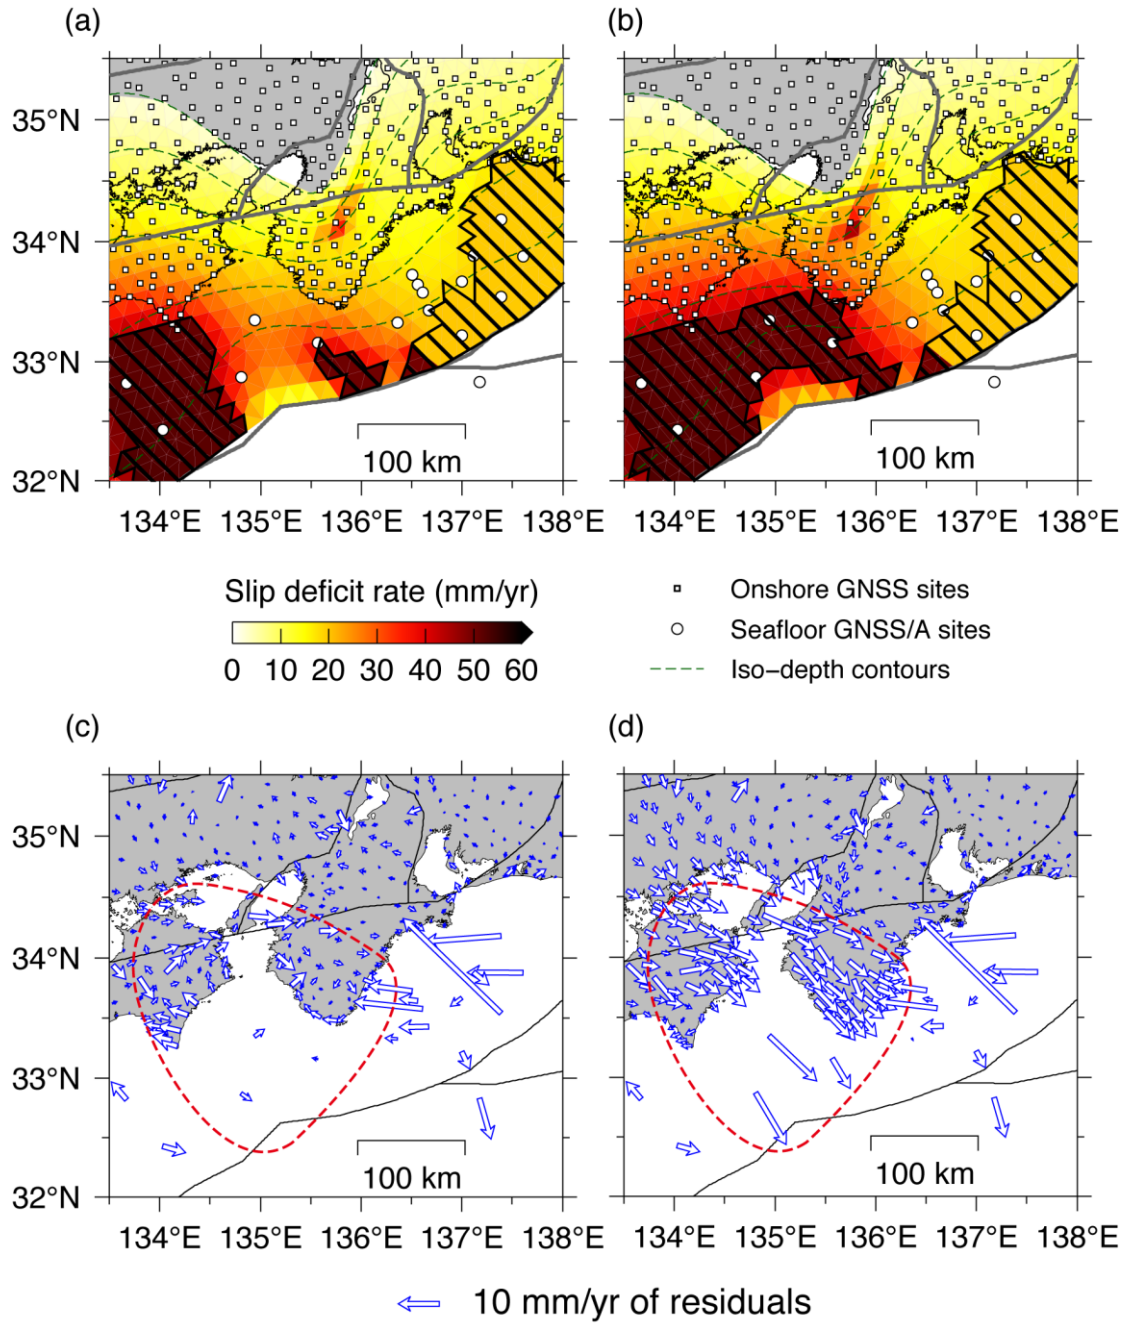 (a)
(b)
35°N
34°N
33°N
32°N
100 km
100 km
134°E 135°E 136°E 137°E 138°E
134°E 135°E 136°E 137°E 138°E
Slip deficit rate (mm/yr)
0 10 20 30 40 50 60
Onshore GNSS sites
Seafloor GNSS/A sites
Iso-depth contours
(c)
(d)
35°N
34°N
33°N
32°N
100 km
100 km
134°E 135°E 136°E 137°E 138°E
134°E 135°E 136°E 137°E 138°E
10 mm/yr of residuals